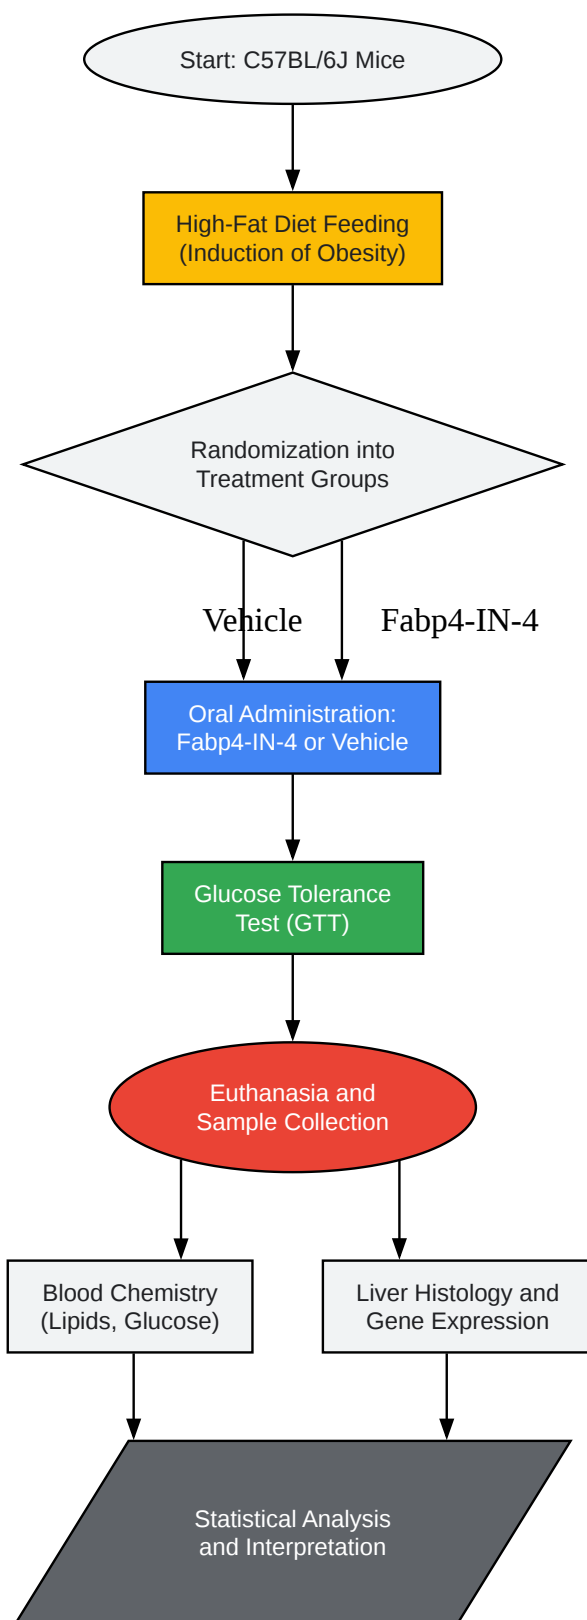 Start: C57BL/6J Mice
High-Fat Diet Feeding
(Induction of Obesity)
Randomization into
Treatment Groups
Vehicle
Fabp4-IN-4
Oral Administration:
Fabp4-IN-4 or Vehicle
Glucose Tolerance
Test (GTT)
Euthanasia and
Sample Collection
Blood Chemistry
(Lipids, Glucose)
Liver Histology and
Gene Expression
Statistical Analysis
and Interpretation